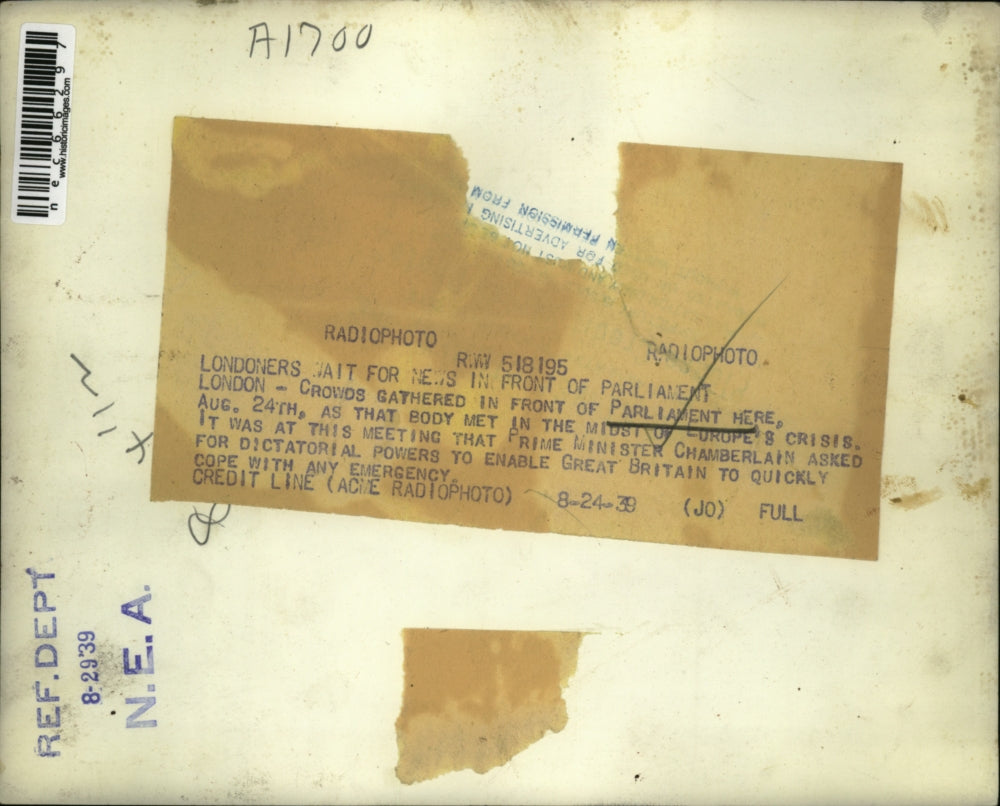 A1700
necc66297
www.historicimages.com
N PERMISSION FROM
FOR ADVERTISING
RADIOPHOTO RADIOPHOTO
518195
LONDONERS WAIT FOR NEWS IN FRONT OF PARLIAMENT
LONDON - CROWDS GATHERED IN FRONT OF PARLIAMENT HERE,
AUG. 24TH, AS THAT BODY MET IN THE MIDST OF EUROPE'S CRISIS.
IT WAS AT THIS MEETING THAT PRIME MINISTER CHAMBERLAIN ASKED
FOR DICTATORIAL POWERS TO ENABLE GREAT BRITAIN TO QUICKLY
COPE WITH ANY EMERGENCY.
CREDIT LINE (ACME RADIOPHOTO) 8-24-39 (JO) FULL
REF. DEPT
8-29'39
N. E. A.